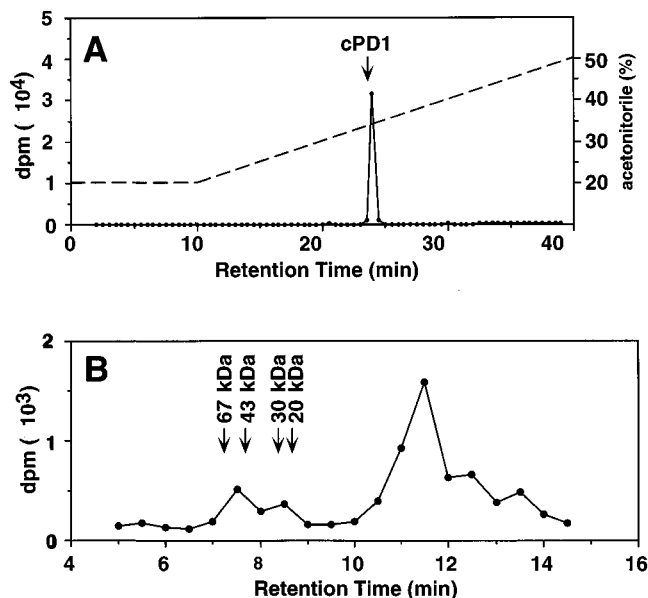 A
cPD1
5
4
3
2
1
0
dpm ( 10⁴)
50
40
30
20
acetonitorile (%)
0 10 20 30 40
Retention Time (min)
B
67 kDa
43 kDa
30 kDa
20 kDa
2
1
0
dpm ( 10³)
4 6 8 10 12 14 16
Retention Time (min)